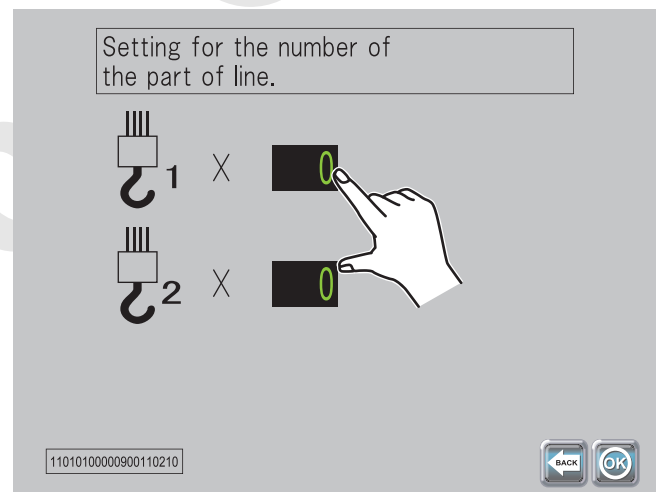 Setting for the number of
the part of line.
1 X 0
2 X 0
11010100000900110210
BACK OK